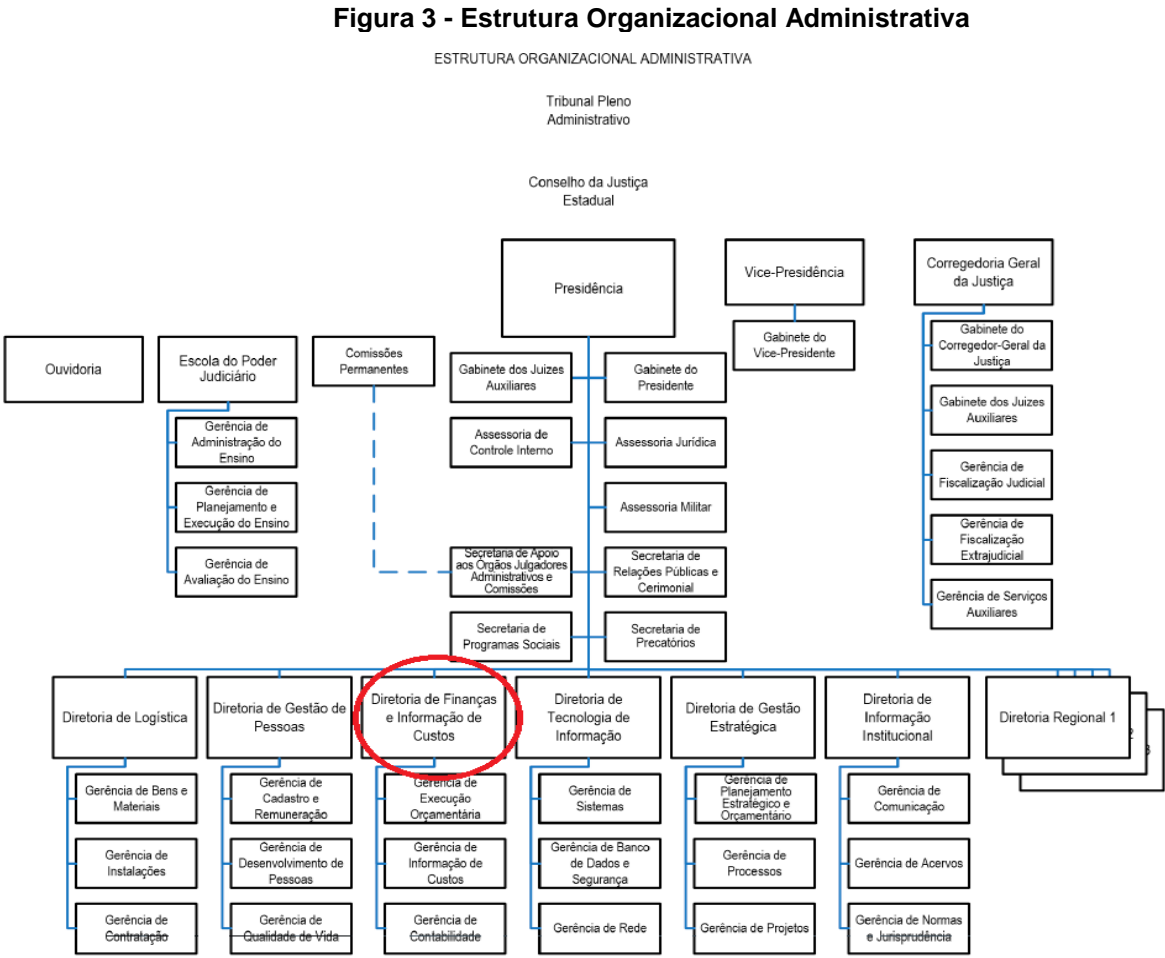 Figura 3 - Estrutura Organizacional Administrativa
ESTRUTURA ORGANIZACIONAL ADMINISTRATIVA
Tribunal Pleno
Administrativo
Conselho da Justiça
Estadual
Presidência
Vice-Presidência
Gabinete do
Vice-Presidente
Corregedoria Geral
da Justiça
Gabinete do
Corregedor-Geral da
Justiça
Gabinete dos Juizes
Auxiliares
Gerência de
Fiscalização Judicial
Gerência de
Fiscalização
Extrajudicial
Gerência de Serviços
Auxiliares
Ouvidoria
Escola do Poder
Judiciário
Gerência de
Administração do
Ensino
Gerência de
Planejamento e
Execução do Ensino
Gerência de
Avaliação do Ensino
Comissões
Permanentes
Gabinete dos Juizes
Auxiliares
Gabinete do
Presidente
Assessoria de
Controle Interno
Assessoria Jurídica
Assessoria Militar
Secretaria de Apoio
aos Órgãos Julgadores
Administrativos e
Comissões
Secretaria de
Relações Públicas e
Cerimonial
Secretaria de
Programas Sociais
Secretaria de
Precatórios
Diretoria de Logística
Gerência de Bens e
Materiais
Gerência de
Instalações
Gerência de
Contratação
Diretoria de Gestão de
Pessoas
Gerência de
Cadastro e
Remuneração
Gerência de
Desenvolvimento de
Pessoas
Gerência de
Qualidade de Vida
Diretoria de Finanças
e Informação de
Custos
Gerência de
Execução
Orçamentária
Gerência de
Informação de
Custos
Gerência de
Contabilidade
Diretoria de
Tecnologia de
Informação
Gerência de
Sistemas
Gerência de Banco
de Dados e
Segurança
Gerência de Rede
Diretoria de Gestão
Estratégica
Gerência de
Planejamento
Estratégico e
Orçamentário
Gerência de
Processos
Gerência de Projetos
Diretoria de
Informação
Institucional
Gerência de
Comunicação
Gerência de Acervos
Gerência de Normas
e Jurisprudência
Diretoria Regional 1
2
3